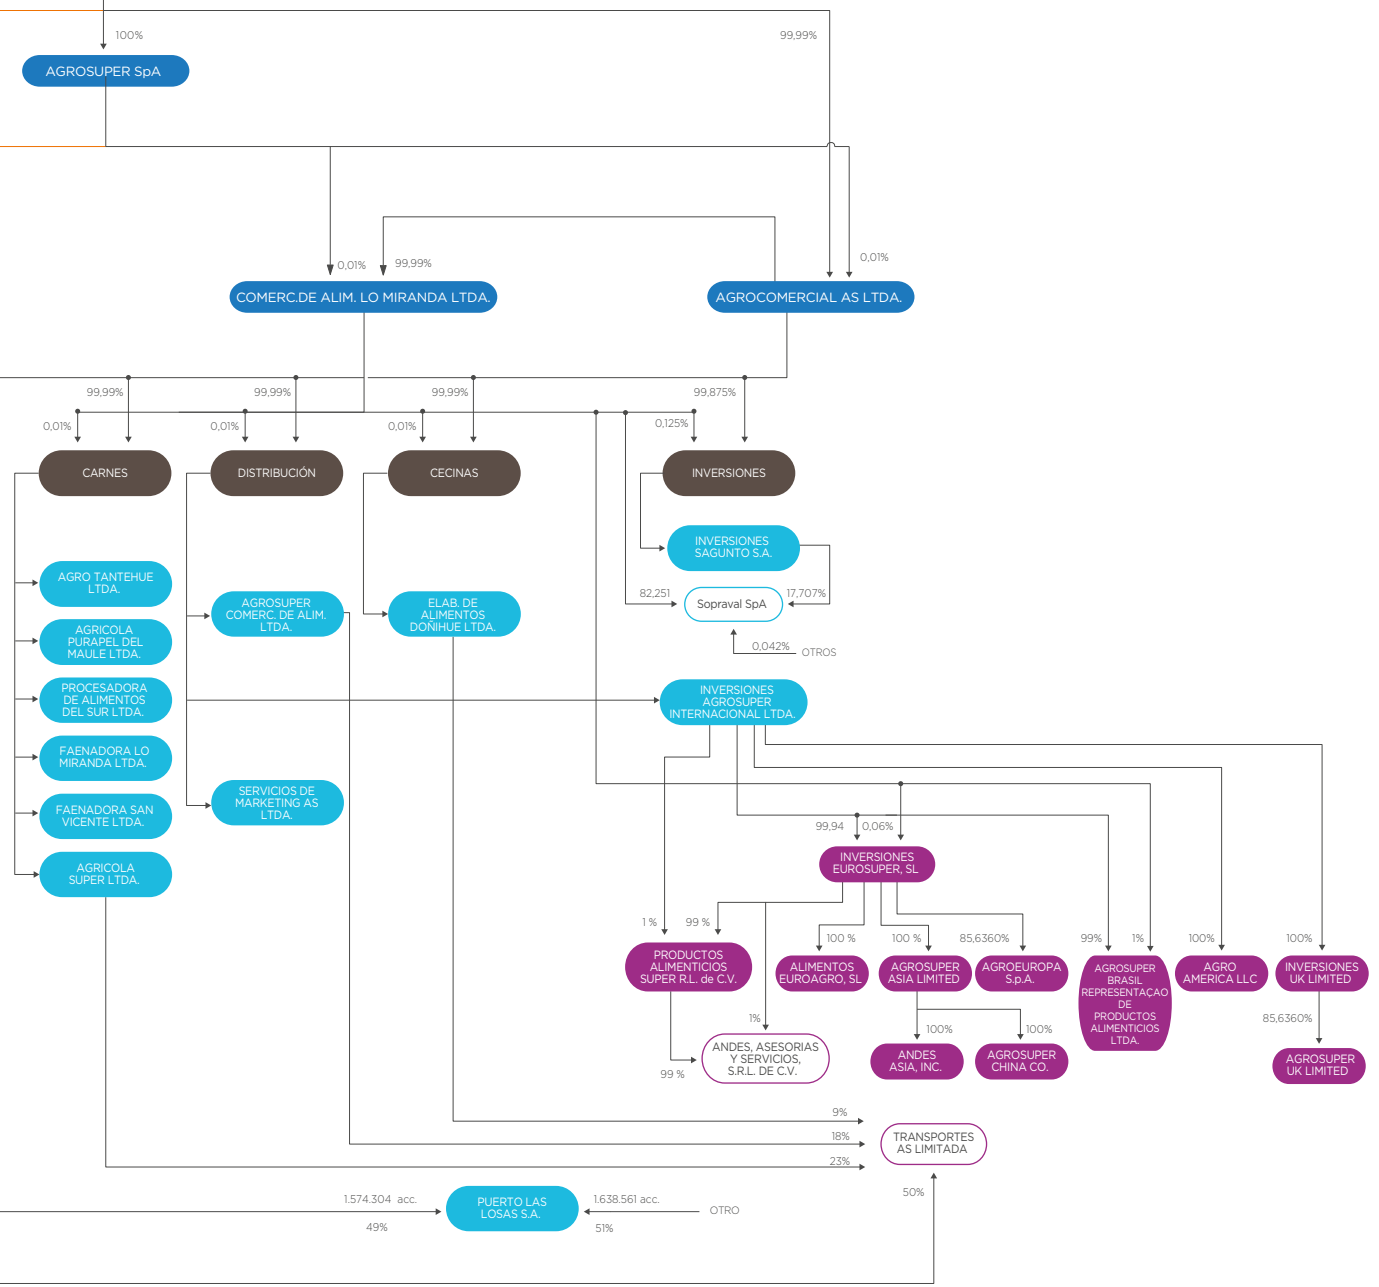 100%
99,99%
AGROSUPER SpA
0,01%
99,99%
0,01%
COMERC.DE ALIM. LO MIRANDA LTDA.
AGROCOMERCIAL AS LTDA.
99,99%
99,99%
99,99%
99,875%
0,01%
0,01%
0,01%
0,125%
CARNES
DISTRIBUCIÓN
CECINAS
INVERSIONES
INVERSIONES
SAGUNTO S.A.
AGRO TANTEHUE
LTDA.
AGROSUPER
COMERC. DE ALIM.
LTDA.
ELAB. DE
ALIMENTOS
DOÑIHUE LTDA.
82,251
Sopraval SpA
17,707%
0,042%
OTROS
AGRICOLA
PURAPEL DEL
MAULE LTDA.
PROCESADORA
DE ALIMENTOS
DEL SUR LTDA.
INVERSIONES
AGROSUPER
INTERNACIONAL LTDA.
FAENADORA LO
MIRANDA LTDA.
FAENADORA SAN
VICENTE LTDA.
SERVICIOS DE
MARKETING AS
LTDA.
AGRICOLA
SUPER LTDA.
99,94
0,06%
INVERSIONES
EUROSUPER, SL
1 %
99 %
100 %
100 %
85,6360%
99%
1%
100%
100%
PRODUCTOS
ALIMENTICIOS
SUPER R.L. de C.V.
ALIMENTOS
EUROAGRO, SL
AGROSUPER
ASIA LIMITED
AGROEUROPA
S.p.A.
AGROSUPER
BRASIL
REPRESENTAÇAO
DE
PRODUCTOS
ALIMENTICIOS
LTDA.
AGRO
AMERICA LLC
INVERSIONES
UK LIMITED
1%
100%
100%
85,6360%
99 %
ANDES, ASESORIAS
Y SERVICIOS,
S.R.L. DE C.V.
ANDES
ASIA, INC.
AGROSUPER
CHINA CO.
AGROSUPER
UK LIMITED
9%
18%
23%
TRANSPORTES
AS LIMITADA
50%
1.574.304 acc.
49%
PUERTO LAS
LOSAS S.A.
1.638.561 acc.
51%
OTRO